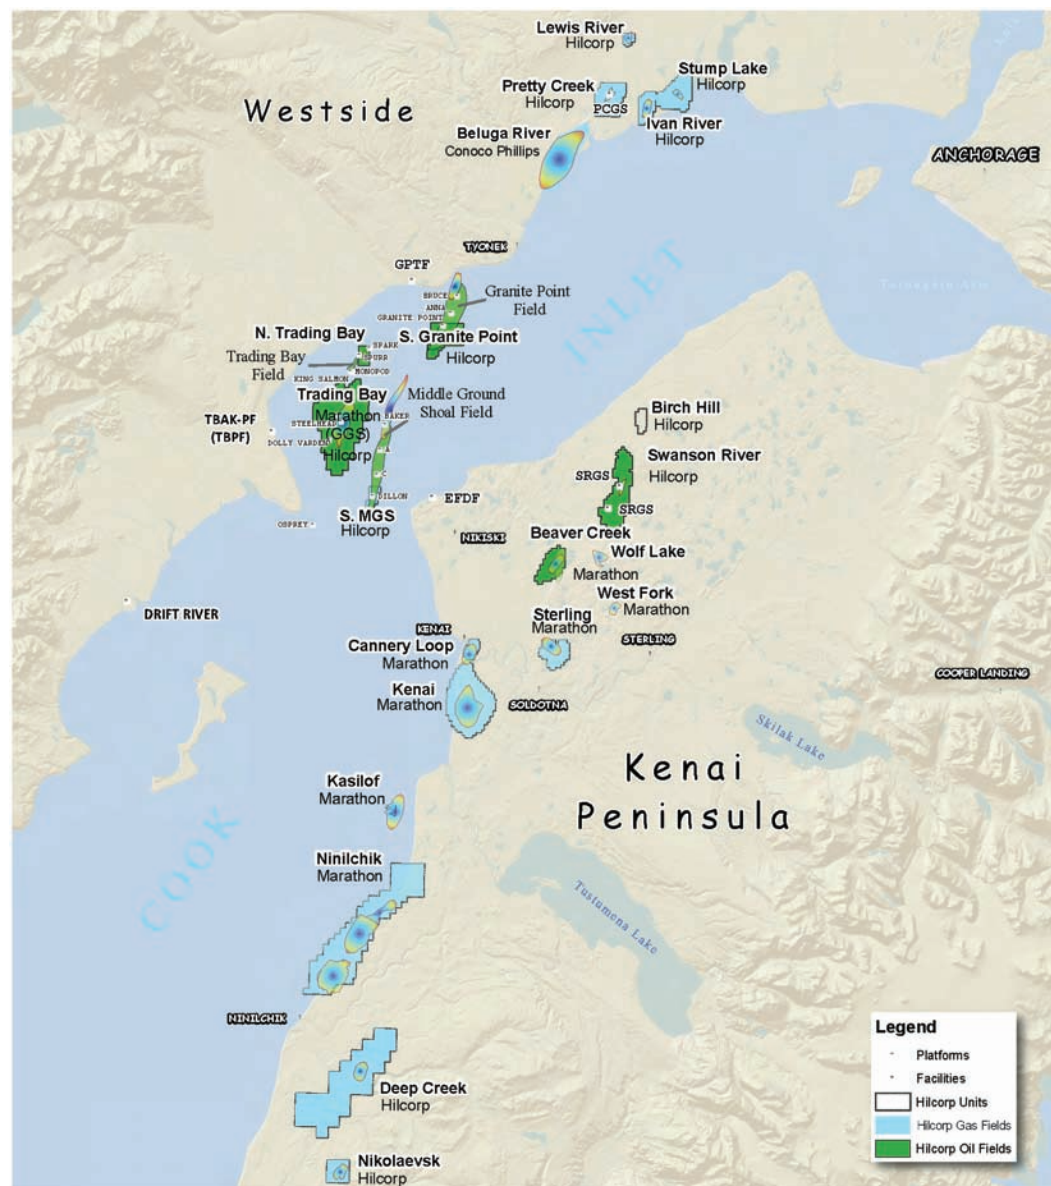 Lewis River
Hilcorp
Pretty Creek
Hilcorp
PCGS
Stump Lake
Hilcorp
Ivan River
Hilcorp
Westside
Beluga River
Conoco Phillips
ANCHORAGE
TYONEK
GPTF
BRUCE
ANNA
GRANITE POINT
Granite Point
Field
INLET
N. Trading Bay
S. Granite Point
Hilcorp
SPARK
SPURR
Trading Bay
Field
MONOPOD
KING SALMON
Trading Bay
Marathon
(GGS)
Hilcorp
Middle Ground
Shoal Field
BAKER
STEELHEAD
TBAK-PF
(TBPF)
DOLLY VARDEN
A
C
DILLON
S. MGS
Hilcorp
OSPREY
EFDF
Birch Hill
Hilcorp
Swanson River
Hilcorp
SRGS
SRGS
NIKISKI
Beaver Creek
Marathon
Wolf Lake
West Fork
Marathon
DRIFT RIVER
KENAI
Sterling
Marathon
STERLING
Cannery Loop
Marathon
Kenai
Marathon
SOLDOTNA
COOPER LANDING
Skilak Lake
Kenai
Peninsula
Kasilof
Marathon
COOK
Ninilchik
Marathon
Tustumena Lake
NINILCHIK
Deep Creek
Hilcorp
Nikolaevsk
Hilcorp
Legend
Platforms
Facilities
Hilcorp Units
Hilcorp Gas Fields
Hilcorp Oil Fields